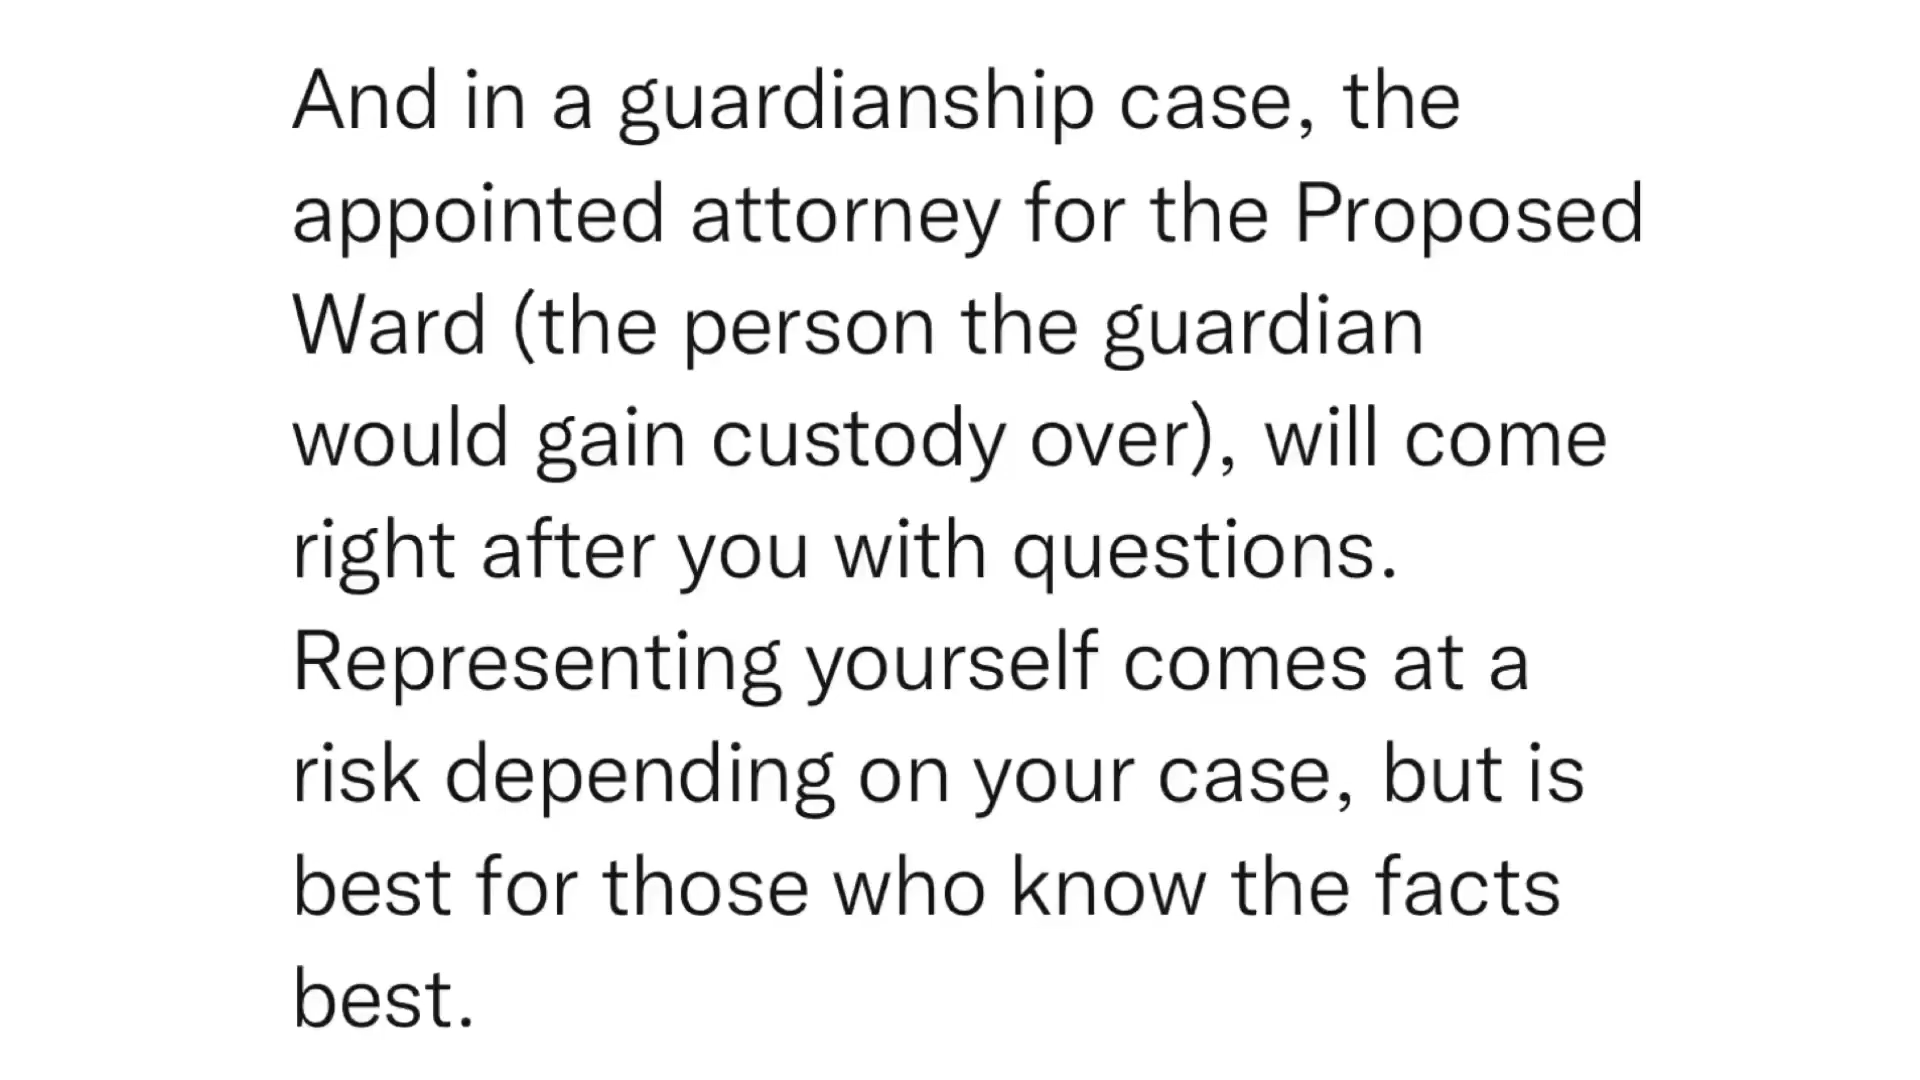 And in a guardianship case, the
appointed attorney for the Proposed
Ward (the person the guardian
would gain custody over), will come
right after you with questions.
Representing yourself comes at a
risk depending on your case, but is
best for those who know the facts
best.